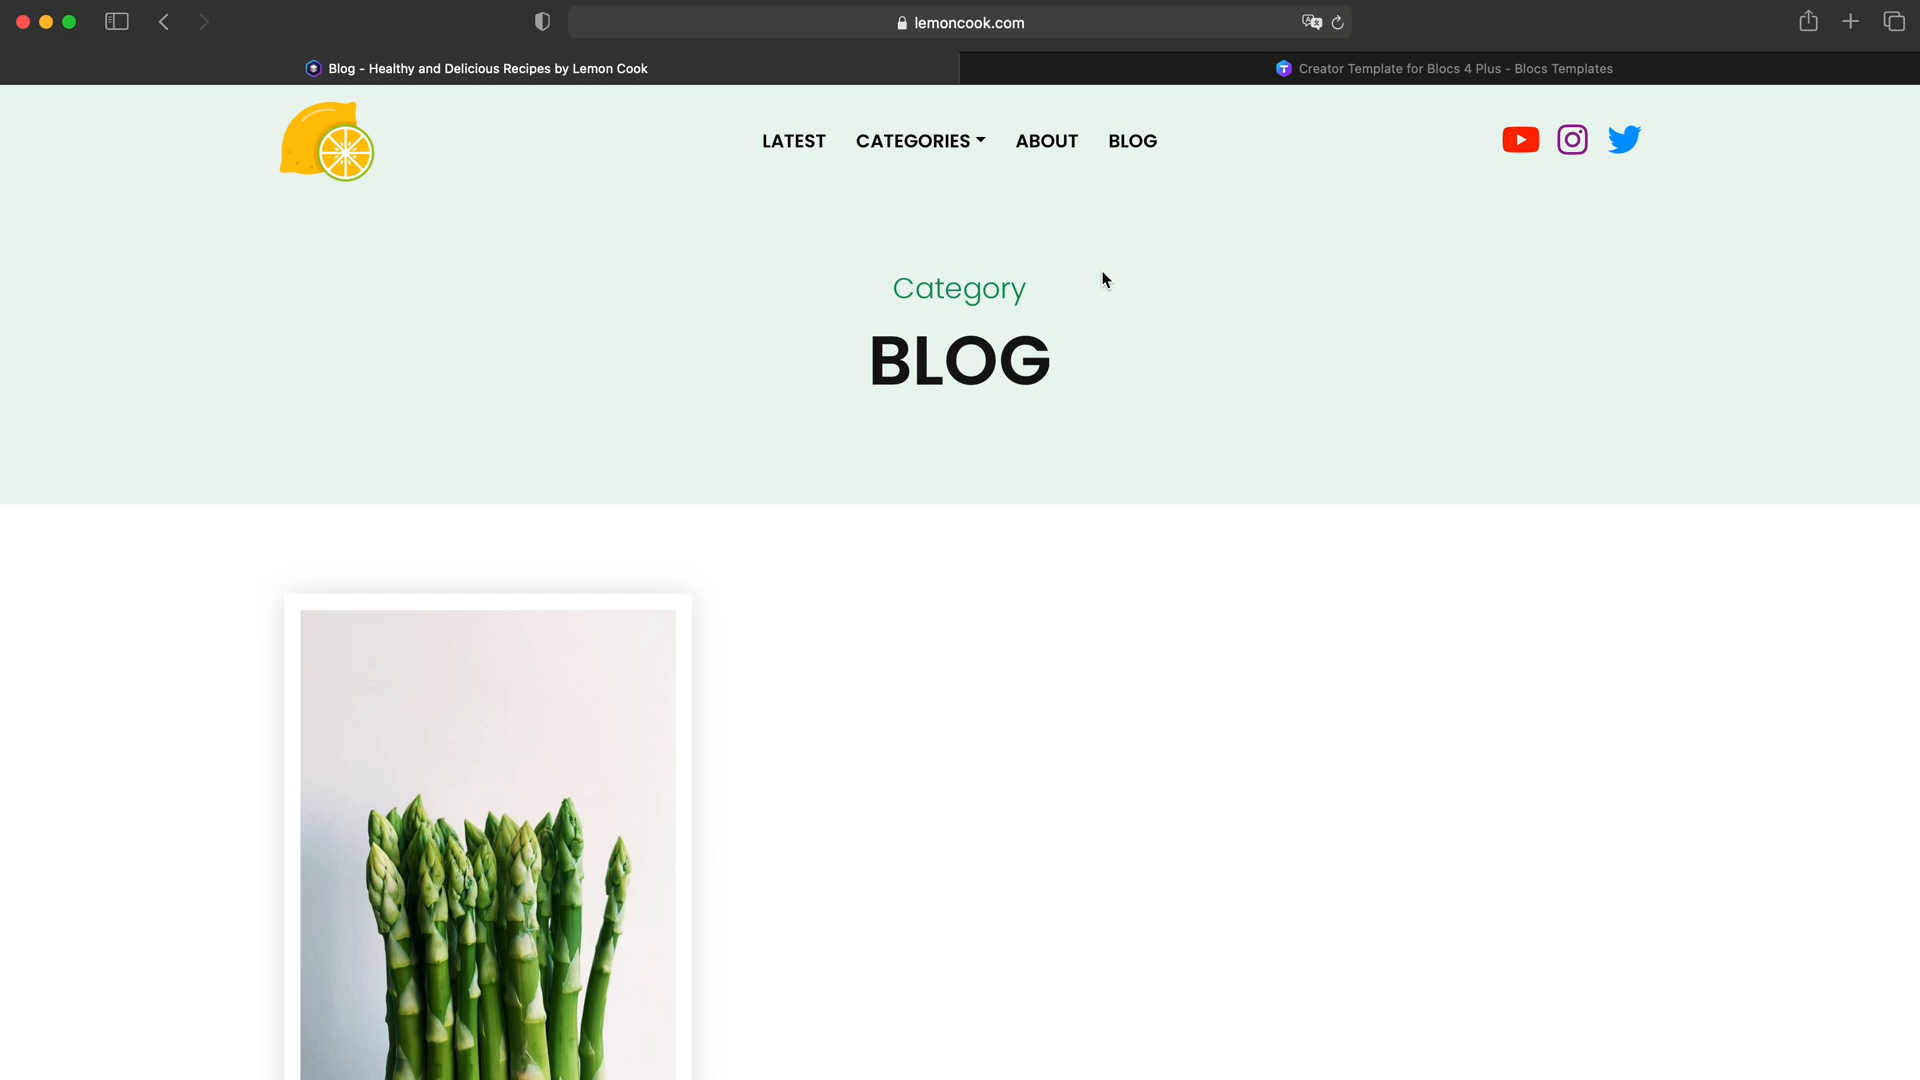 lemoncook.com
Blog - Healthy and Delicious Recipes by Lemon Cook
Creator Template for Blocs 4 Plus - Blocs Templates
LATEST
CATEGORIES
ABOUT
BLOG
Category
BLOG